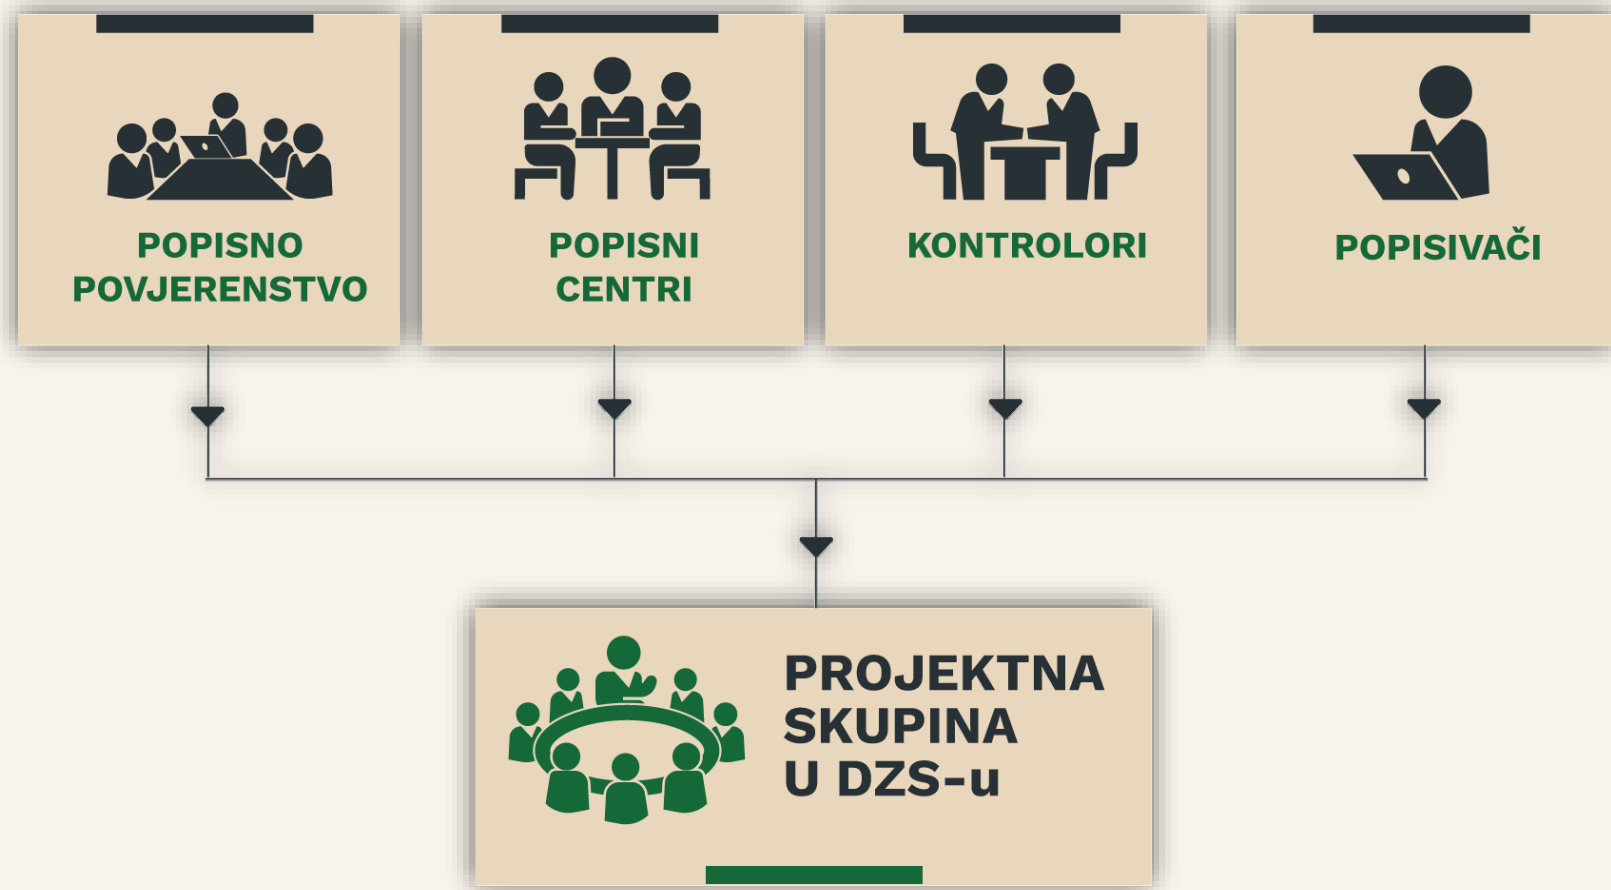 POPISNO
POVJERENSTVO
POPISNI
CENTRI
KONTROLORI
POPISIVAČI
PROJEKTNA
SKUPINA
U DZS-u